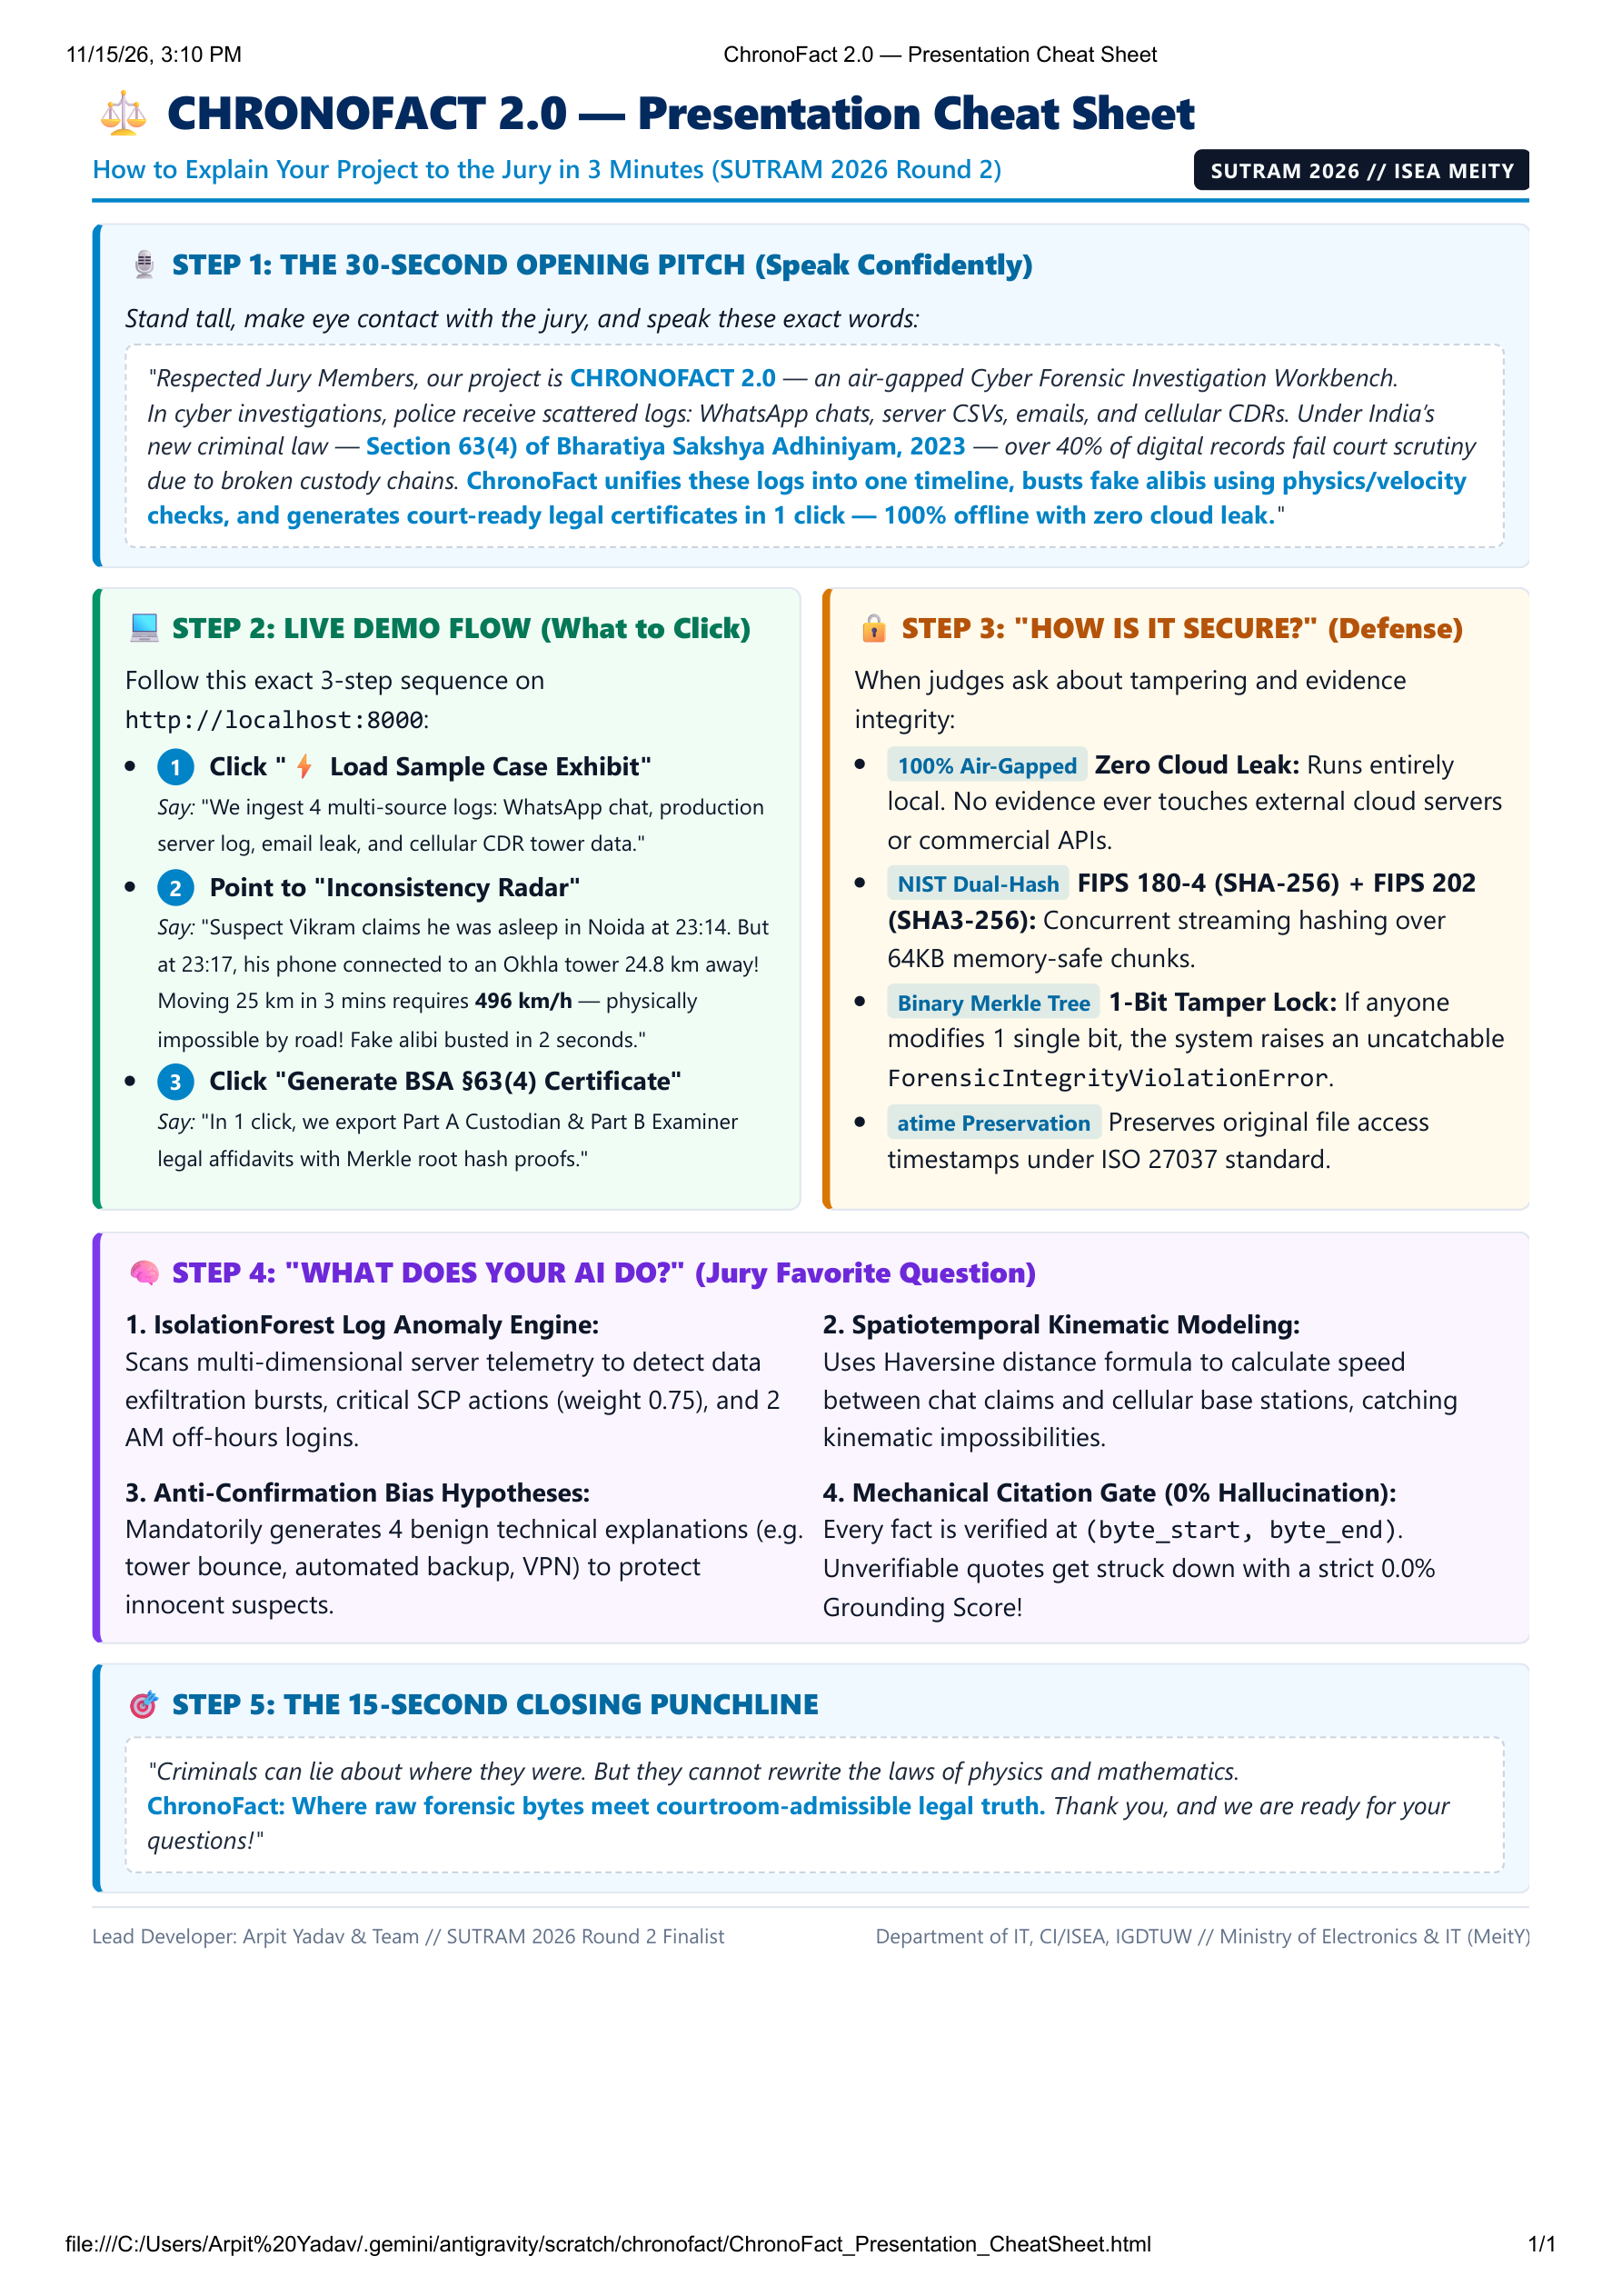 11/15/26, 3:10 PM
ChronoFact 2.0 — Presentation Cheat Sheet
⚖️ CHRONOFACT 2.0 — Presentation Cheat Sheet
How to Explain Your Project to the Jury in 3 Minutes (SUTRAM 2026 Round 2)
SUTRAM 2026 // ISEA MEITY
🎙️ STEP 1: THE 30-SECOND OPENING PITCH (Speak Confidently)
Stand tall, make eye contact with the jury, and speak these exact words:
"Respected Jury Members, our project is CHRONOFACT 2.0 — an air-gapped Cyber Forensic Investigation Workbench.
In cyber investigations, police receive scattered logs: WhatsApp chats, server CSVs, emails, and cellular CDRs. Under India’s
new criminal law — Section 63(4) of Bharatiya Sakshya Adhiniyam, 2023 — over 40% of digital records fail court scrutiny
due to broken custody chains. ChronoFact unifies these logs into one timeline, busts fake alibis using physics/velocity
checks, and generates court-ready legal certificates in 1 click — 100% offline with zero cloud leak."
💻 STEP 2: LIVE DEMO FLOW (What to Click)
Follow this exact 3-step sequence on
http://localhost:8000:
• 1 Click "⚡ Load Sample Case Exhibit"
Say: "We ingest 4 multi-source logs: WhatsApp chat, production
server log, email leak, and cellular CDR tower data."
• 2 Point to "Inconsistency Radar"
Say: "Suspect Vikram claims he was asleep in Noida at 23:14. But
at 23:17, his phone connected to an Okhla tower 24.8 km away!
Moving 25 km in 3 mins requires 496 km/h — physically
impossible by road! Fake alibi busted in 2 seconds."
• 3 Click "Generate BSA §63(4) Certificate"
Say: "In 1 click, we export Part A Custodian & Part B Examiner
legal affidavits with Merkle root hash proofs."
🔒 STEP 3: "HOW IS IT SECURE?" (Defense)
When judges ask about tampering and evidence
integrity:
• 100% Air-Gapped Zero Cloud Leak: Runs entirely
local. No evidence ever touches external cloud servers
or commercial APIs.
• NIST Dual-Hash FIPS 180-4 (SHA-256) + FIPS 202
(SHA3-256): Concurrent streaming hashing over
64KB memory-safe chunks.
• Binary Merkle Tree 1-Bit Tamper Lock: If anyone
modifies 1 single bit, the system raises an uncatchable
ForensicIntegrityViolationError.
• atime Preservation Preserves original file access
timestamps under ISO 27037 standard.
🧠 STEP 4: "WHAT DOES YOUR AI DO?" (Jury Favorite Question)
1. IsolationForest Log Anomaly Engine:
Scans multi-dimensional server telemetry to detect data
exfiltration bursts, critical SCP actions (weight 0.75), and 2
AM off-hours logins.
2. Spatiotemporal Kinematic Modeling:
Uses Haversine distance formula to calculate speed
between chat claims and cellular base stations, catching
kinematic impossibilities.
3. Anti-Confirmation Bias Hypotheses:
Mandatorily generates 4 benign technical explanations (e.g.
tower bounce, automated backup, VPN) to protect
innocent suspects.
4. Mechanical Citation Gate (0% Hallucination):
Every fact is verified at (byte_start, byte_end).
Unverifiable quotes get struck down with a strict 0.0%
Grounding Score!
🎯 STEP 5: THE 15-SECOND CLOSING PUNCHLINE
"Criminals can lie about where they were. But they cannot rewrite the laws of physics and mathematics.
ChronoFact: Where raw forensic bytes meet courtroom-admissible legal truth. Thank you, and we are ready for your
questions!"
Lead Developer: Arpit Yadav & Team // SUTRAM 2026 Round 2 Finalist
Department of IT, CI/ISEA, IGDTUW // Ministry of Electronics & IT (MeitY)
file:///C:/Users/Arpit%20Yadav/.gemini/antigravity/scratch/chronofact/ChronoFact_Presentation_CheatSheet.html
1/1